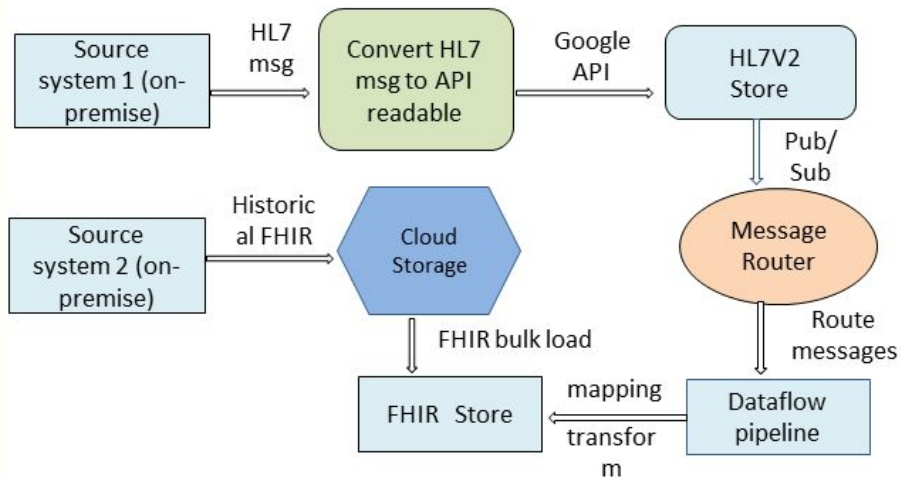 Source
system 1 (on-
premise)
HL7
msg
Convert HL7
msg to API
readable
Google
API
HL7V2
Store
Pub/
Sub
Source
system 2 (on-
premise)
Historic
al FHIR
Cloud
Storage
Message
Router
FHIR bulk load
Route
messages
FHIR Store
mapping
transfor
m
Dataflow
pipeline